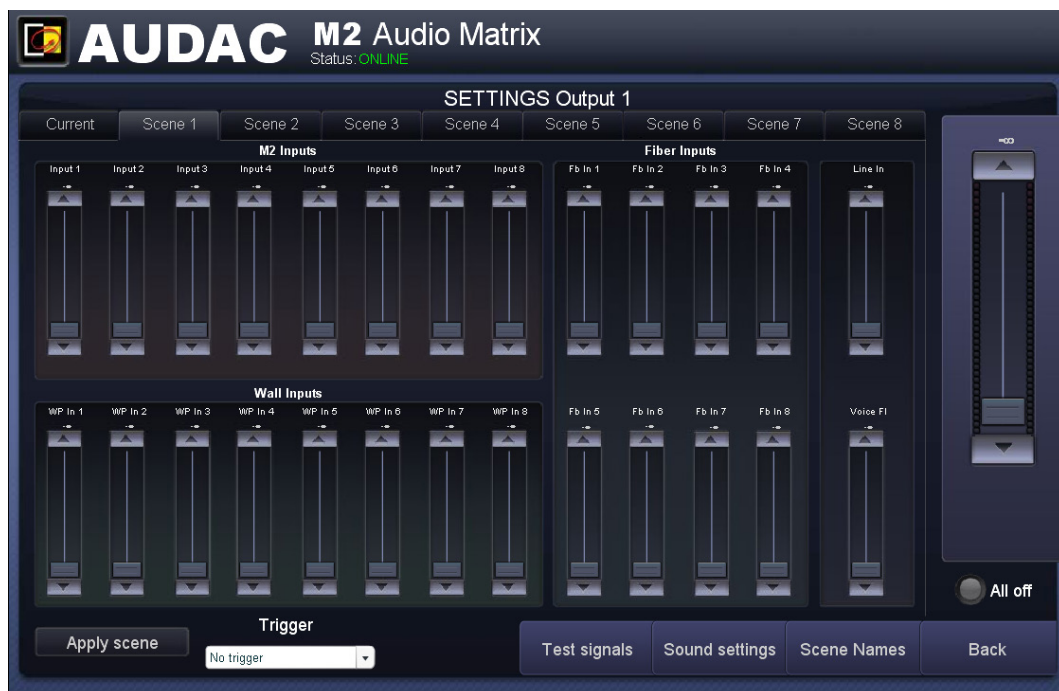 AUDAC M2 Audio Matrix
Status: ONLINE
SETTINGS Output 1
Current Scene 1 Scene 2 Scene 3 Scene 4 Scene 5 Scene 6 Scene 7 Scene 8
M2 Inputs Fiber Inputs
Input 1 Input 2 Input 3 Input 4 Input 5 Input 6 Input 7 Input 8 Fb In 1 Fb In 2 Fb In 3 Fb In 4 Line In
-∞ -∞ -∞ -∞ -∞ -∞ -∞ -∞ -∞ -∞ -∞ -∞ -∞ -∞
Wall Inputs
WP In 1 WP In 2 WP In 3 WP In 4 WP In 5 WP In 6 WP In 7 WP In 8 Fb In 5 Fb In 6 Fb In 7 Fb In 8 Voice Fl
-∞ -∞ -∞ -∞ -∞ -∞ -∞ -∞ -∞ -∞ -∞ -∞ -∞
All off
Apply scene
Trigger
No trigger
Test signals Sound settings Scene Names Back